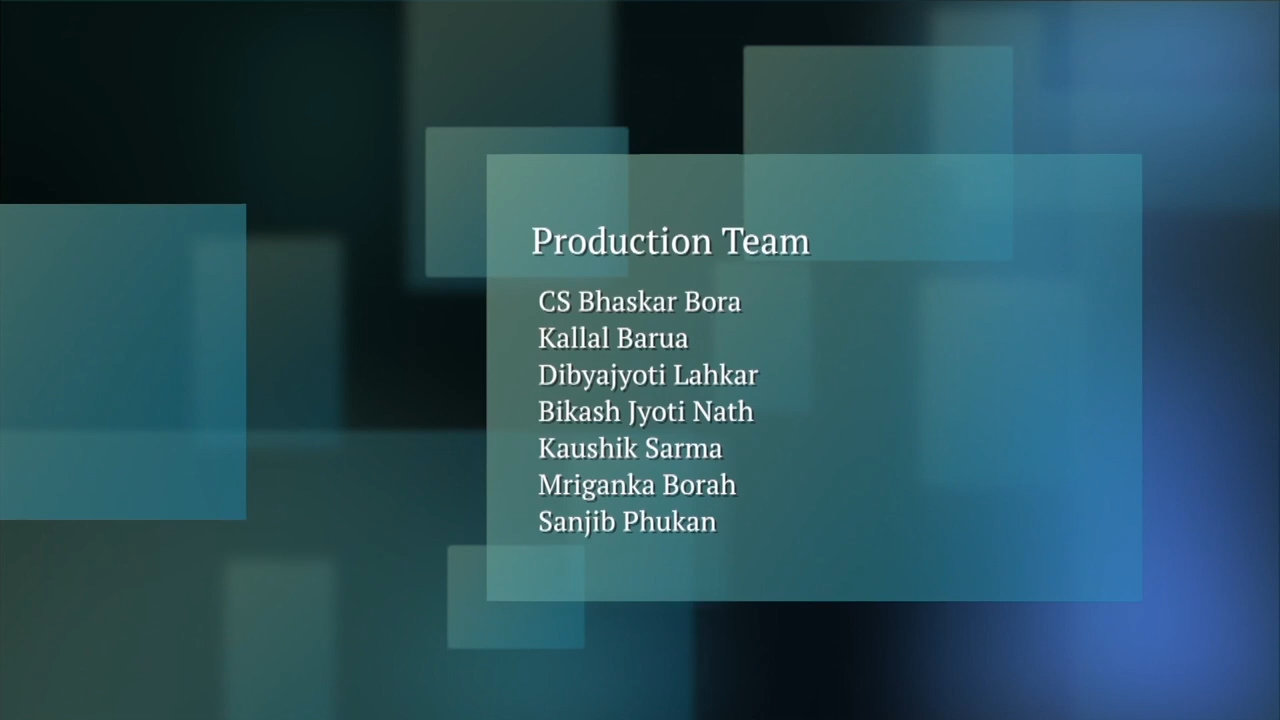 Production Team
CS Bhaskar Bora
Kallal Barua
Dibyajyoti Lahkar
Bikash Jyoti Nath
Kaushik Sarma
Mriganka Borah
Sanjib Phukan